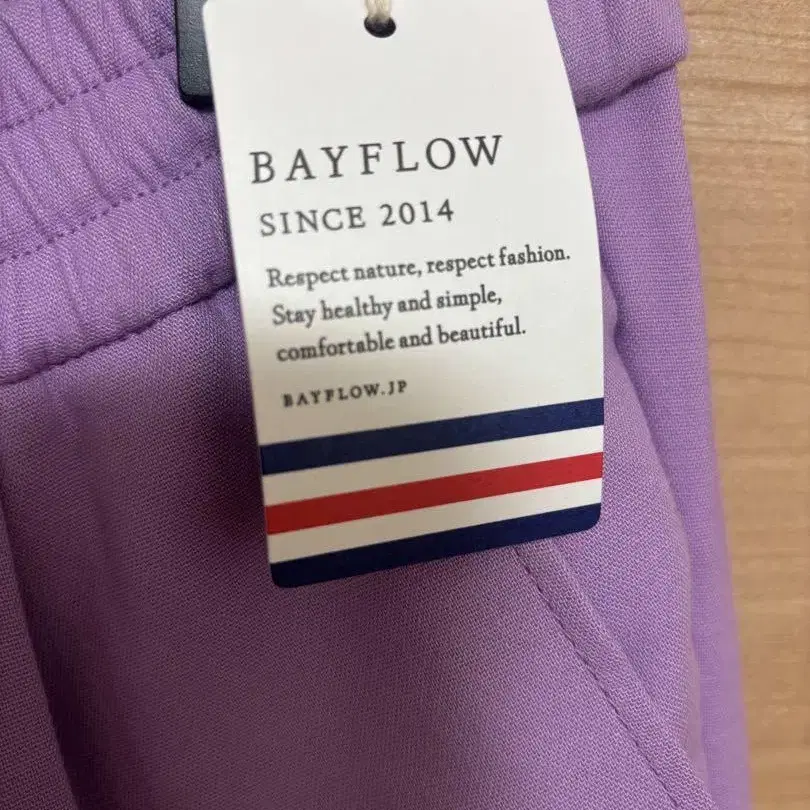 BAYFLOW
SINCE 2014
Respect nature, respect fashion.
Stay healthy and simple,
comfortable and beautiful.
BAYFLOW.JP